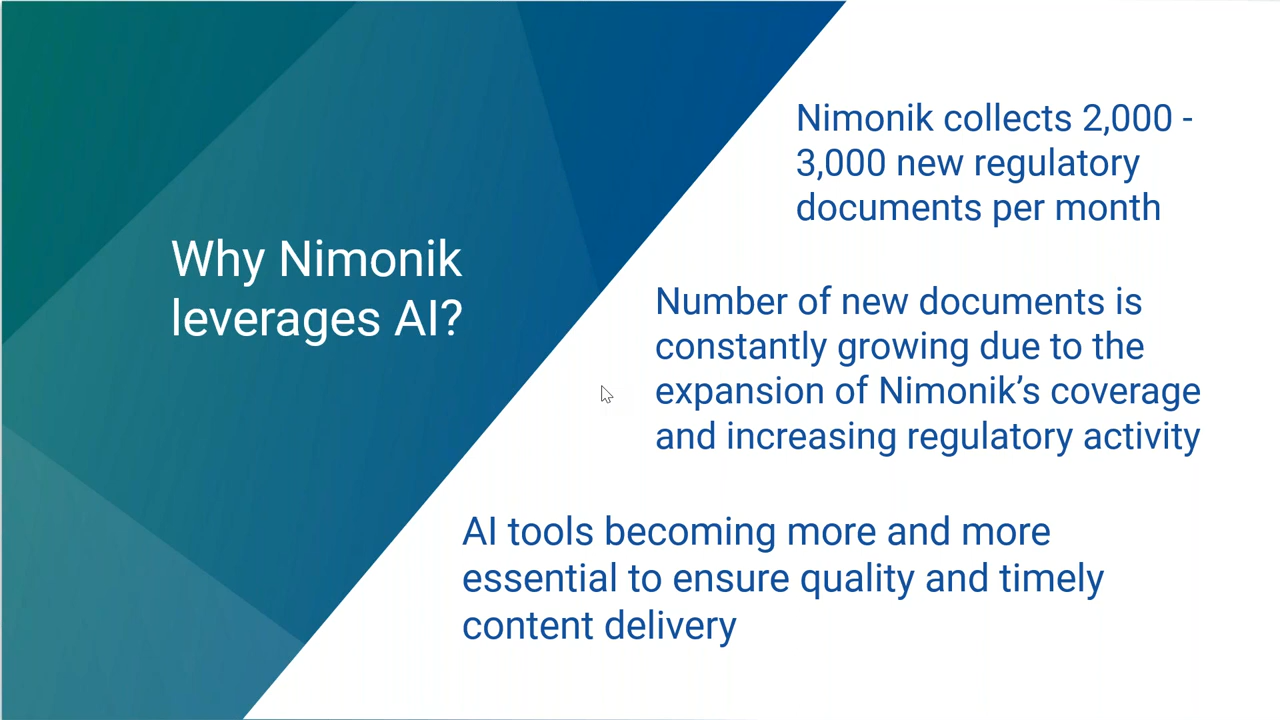 Why Nimonik
leverages AI?
Nimonik collects 2,000 -
3,000 new regulatory
documents per month
Number of new documents is
constantly growing due to the
expansion of Nimonik’s coverage
and increasing regulatory activity
AI tools becoming more and more
essential to ensure quality and timely
content delivery